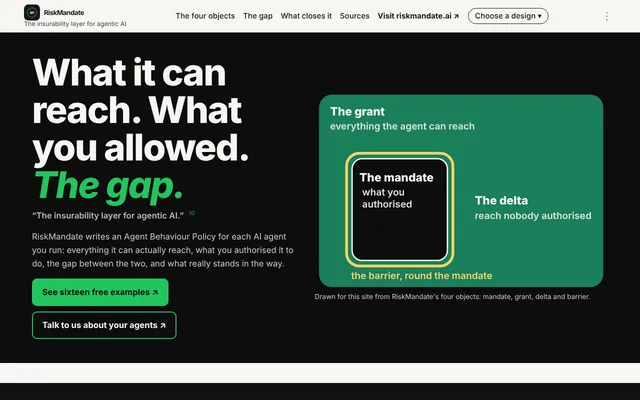 RiskMandate
The insurability layer for agentic AI
The four objects
The gap
What closes it
Sources
Visit riskmandate.ai ↗
Choose a design ▾
What it can
reach. What
you allowed.
The gap.
“The insurability layer for agentic AI.” 10
RiskMandate writes an Agent Behaviour Policy for each AI agent
you run: everything it can actually reach, what you authorised it to
do, the gap between the two, and what really stands in the way.
See sixteen free examples ↗
Talk to us about your agents ↗
The grant
everything the agent can reach
The mandate
what you
authorised
The delta
reach nobody authorised
the barrier, round the mandate
Drawn for this site from RiskMandate's four objects: mandate, grant, delta and barrier.